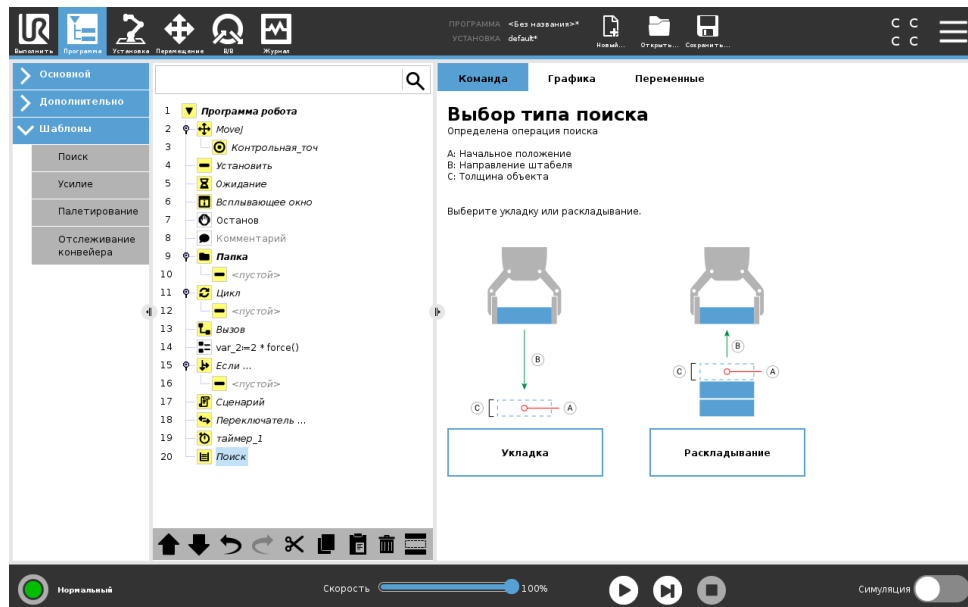 ПРОГРАММА <Без названия>*
УСТАНОВКА default*
C C
C C
Выполнить
Программа
Установка
Перемещение
В/В
Журнал
Новый...
Открыть...
Сохранить...
Основной
Дополнительно
Шаблоны
Поиск
Усилие
Палетирование
Отслеживание
конвейера
1 Программа робота
2 MoveJ
3 Контрольная_точ
4 Установить
5 Ожидание
6 Всплывающее окно
7 Останов
8 Комментарий
9 Папка
10 <пустой>
11 Цикл
12 <пустой>
13 Вызов
14 var_2≔2 * force()
15 Если ...
16 <пустой>
17 Сценарий
18 Переключатель ...
19 таймер_1
20 Поиск
Команда
Графика
Переменные
Выбор типа поиска
Определена операция поиска
A: Начальное положение
B: Направление штабеля
C: Толщина объекта
Выберите укладку или раскладывание.
B
C
A
B
C
A
Укладка
Раскладывание
Нормальный
Скорость
100%
Симуляция